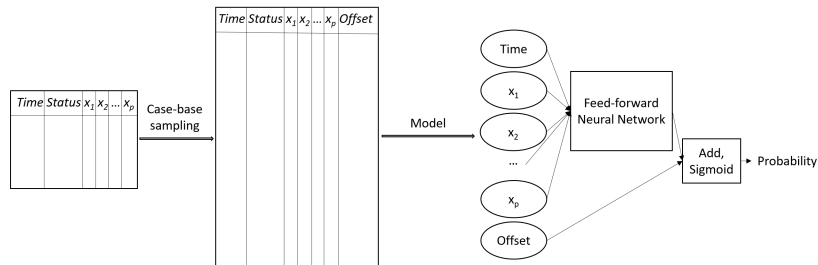 Time Status x1 x2 ... xp
Case-base
sampling
Time Status x1 x2 ... xp Offset
Model
Time
x1
x2
...
xp
Offset
Feed-forward
Neural Network
Add,
Sigmoid
Probability